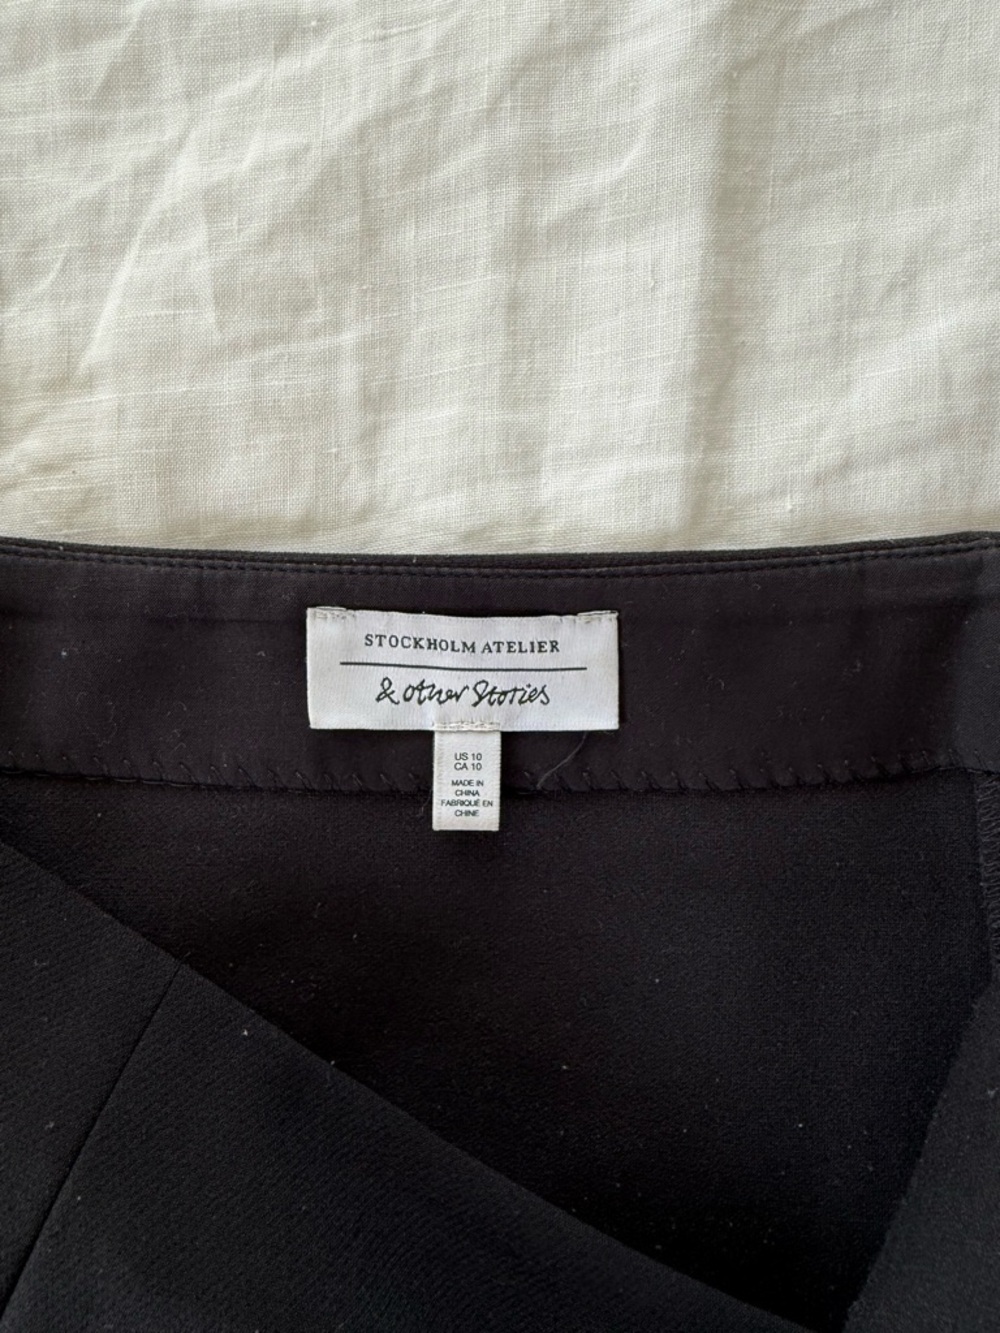 STOCKHOLM ATELIER
& other Stories
US 10
CA 10
MADE IN
CHINA
FABRIQUÉ EN
CHINE